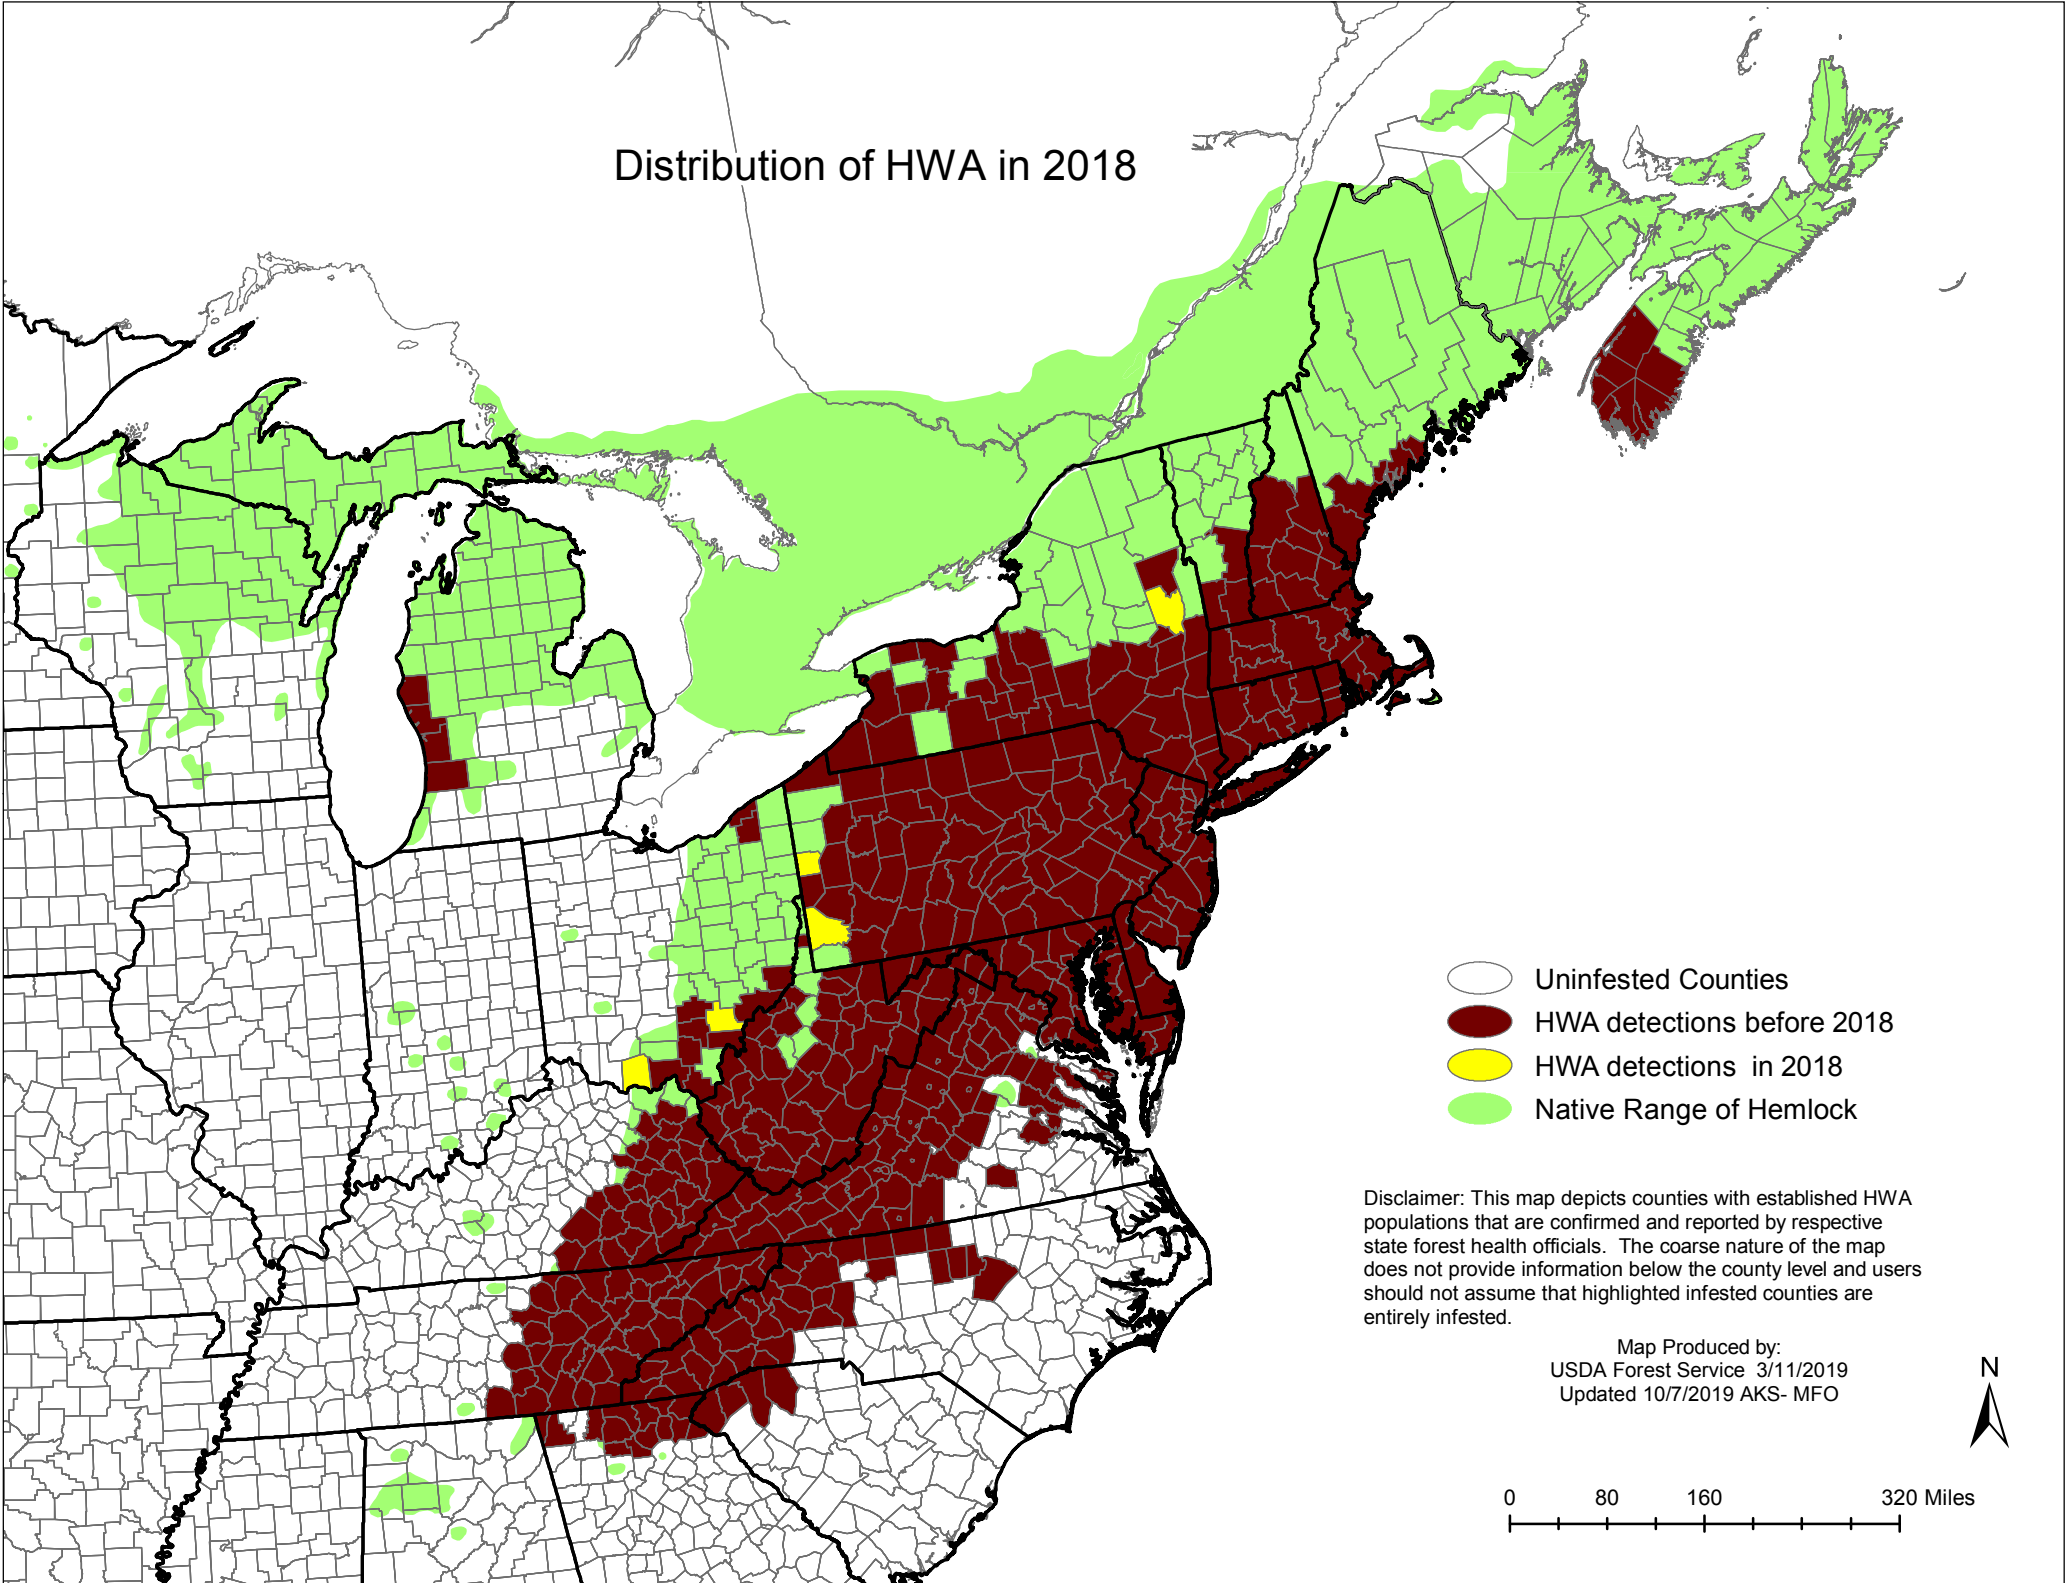 Distribution of HWA in 2018
Uninfested Counties
HWA detections before 2018
HWA detections  in 2018
Native Range of Hemlock
Disclaimer: This map depicts counties with established HWA
populations that are confirmed and reported by respective
state forest health officials.  The coarse nature of the map
does not provide information below the county level and users
should not assume that highlighted infested counties are
entirely infested.
Map Produced by:
USDA Forest Service  3/11/2019
Updated 10/7/2019 AKS- MFO
N
0 80 160 320 Miles